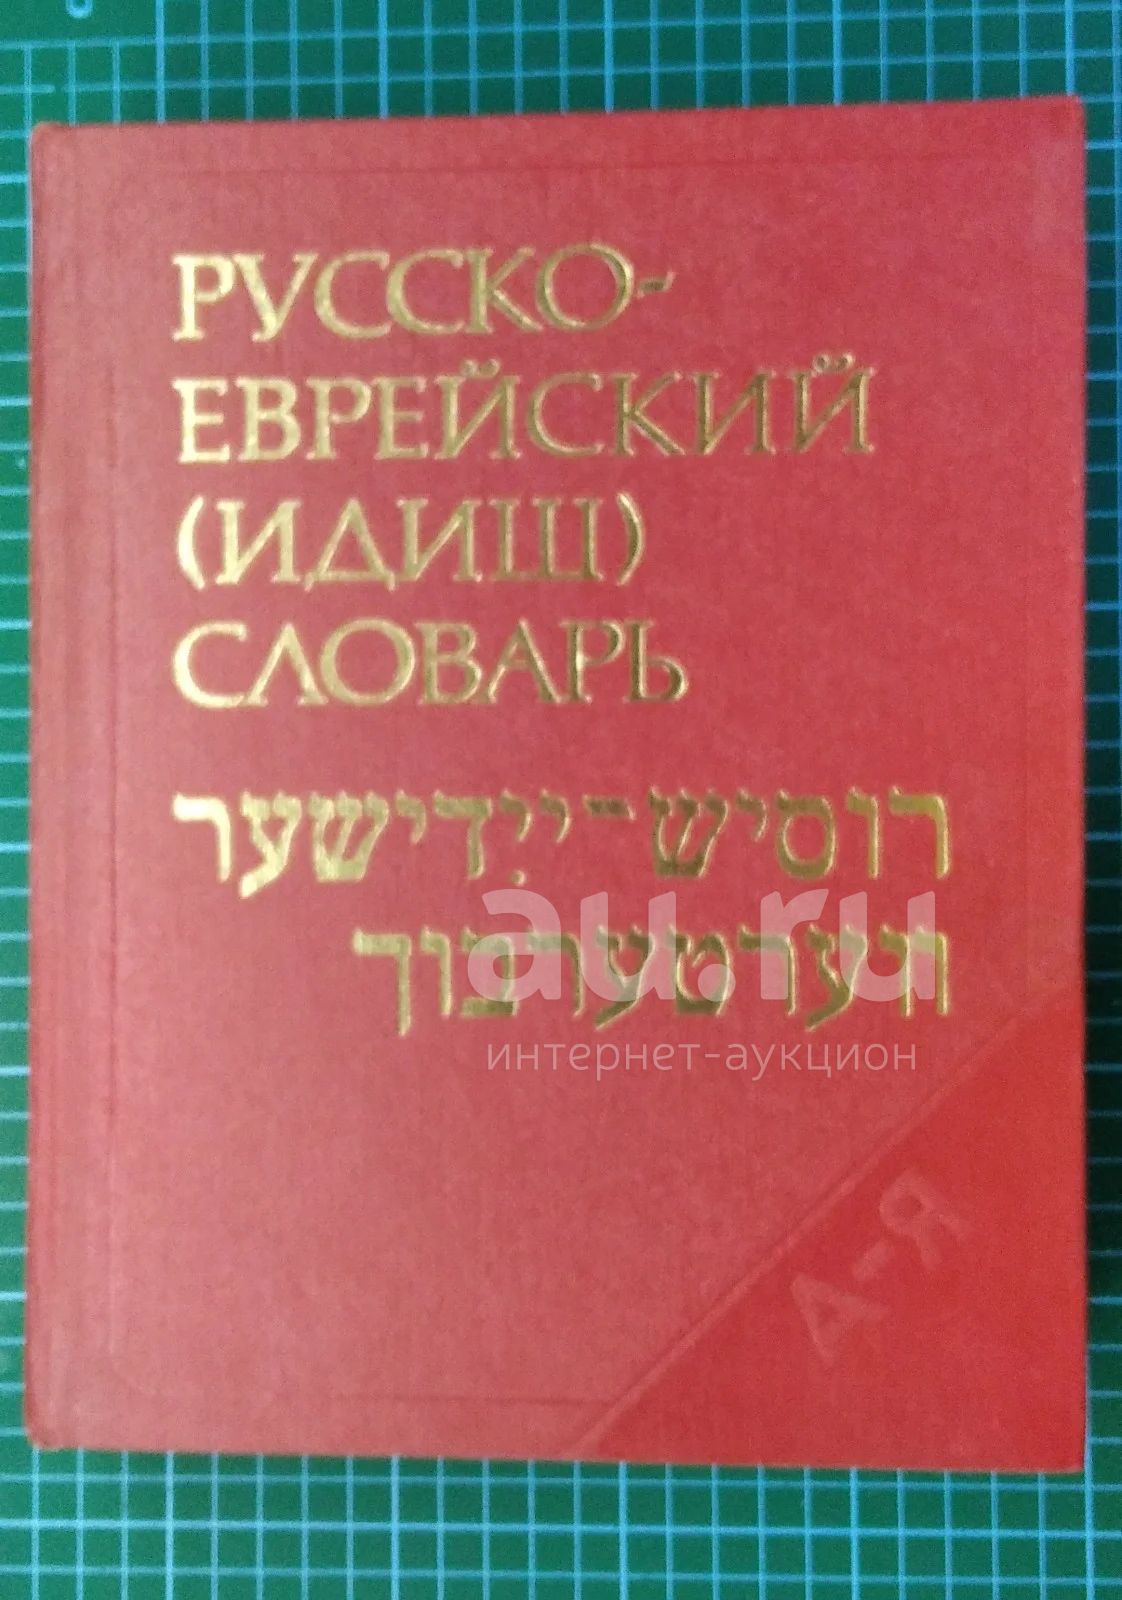 РУССКО-
ЕВРЕЙСКИЙ
(ИДИШ)
СЛОВАРЬ
רוסיש-ייִדישער
ווערטערבוך
au.ru
интернет-аукцион
А-Я